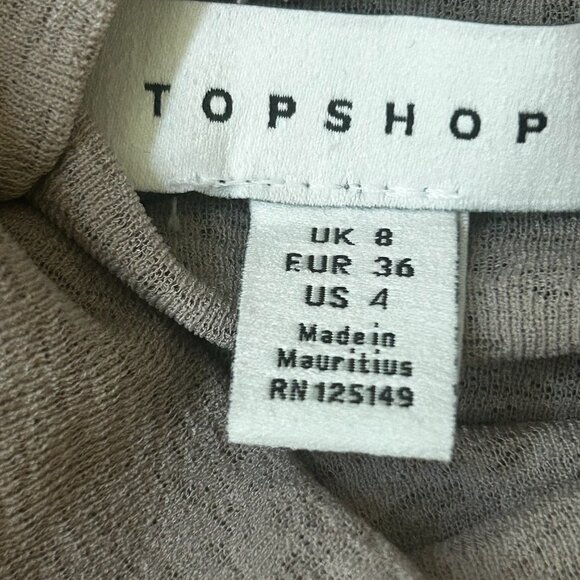 TOPSHOP
UK 8
EUR 36
US 4
Made in
Mauritius
RN 125149